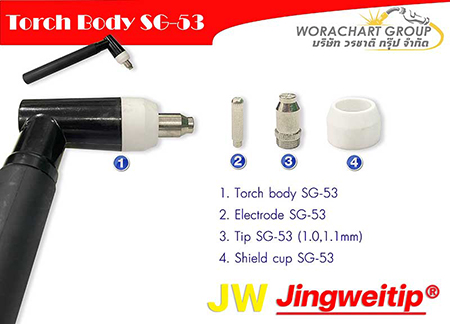 Torch Body SG-53
WORACHART GROUP
บริษัท วรชาติ กรุ๊ป จำกัด
1 2 3 4
1. Torch body SG-53
2. Electrode SG-53
3. Tip SG-53 (1.0,1.1mm)
4. Shield cup SG-53
JW Jingweitip®